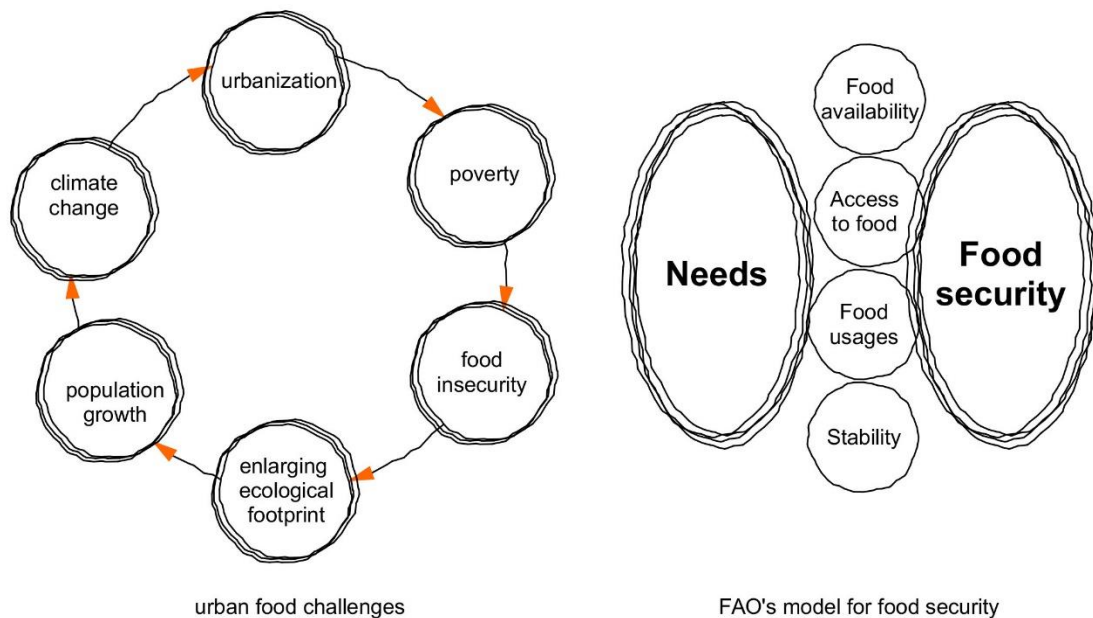 urbanization
poverty
food
insecurity
enlarging
ecological
footprint
population
growth
climate
change
urban food challenges
Needs
Food
availability
Access
to food
Food
usages
Stability
Food
security
FAO's model for food security